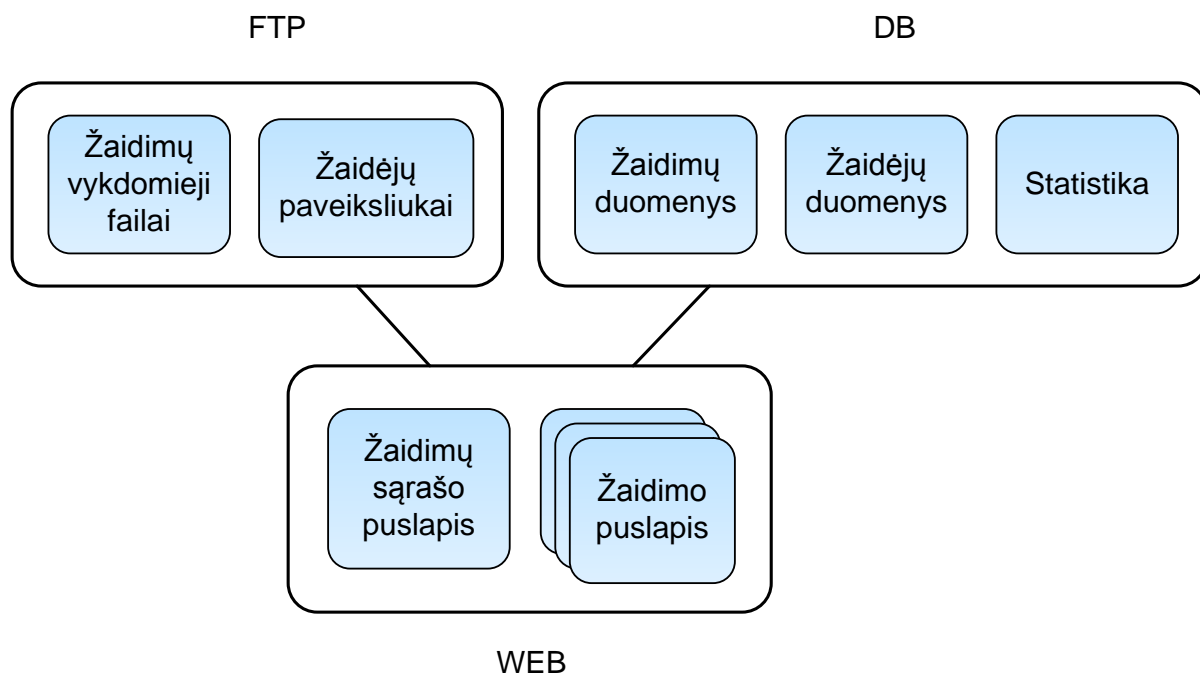 FTP
DB
Žaidimų
vykdomieji
failai
Žaidėjų
paveiksliukai
Žaidimų
duomenys
Žaidėjų
duomenys
Statistika
Žaidimų
sąrašo
puslapis
Žaidimo
puslapis
WEB